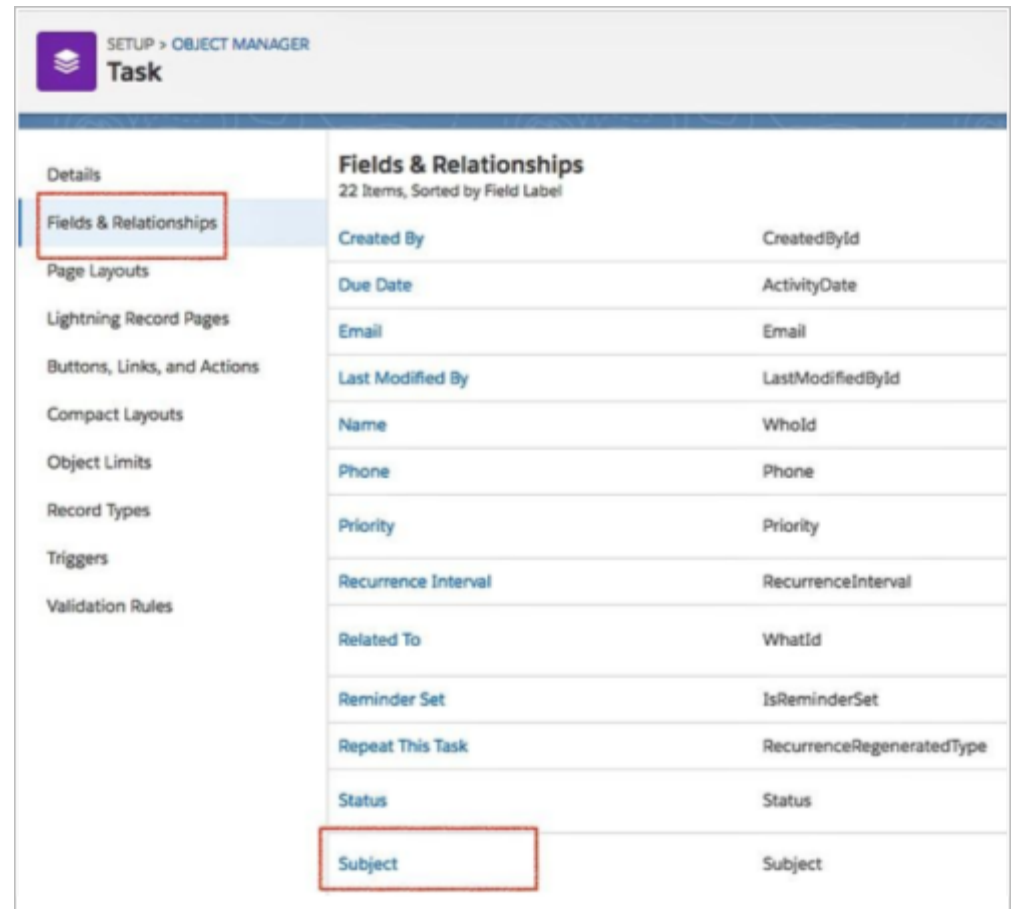 SETUP > OBJECT MANAGER
Task
Details
Fields & Relationships
Page Layouts
Lightning Record Pages
Buttons, Links, and Actions
Compact Layouts
Object Limits
Record Types
Triggers
Validation Rules
Fields & Relationships
22 Items, Sorted by Field Label
Created By CreatedById
Due Date ActivityDate
Email Email
Last Modified By LastModifiedById
Name WhoId
Phone Phone
Priority Priority
Recurrence Interval RecurrenceInterval
Related To WhatId
Reminder Set IsReminderSet
Repeat This Task RecurrenceRegeneratedType
Status Status
Subject Subject